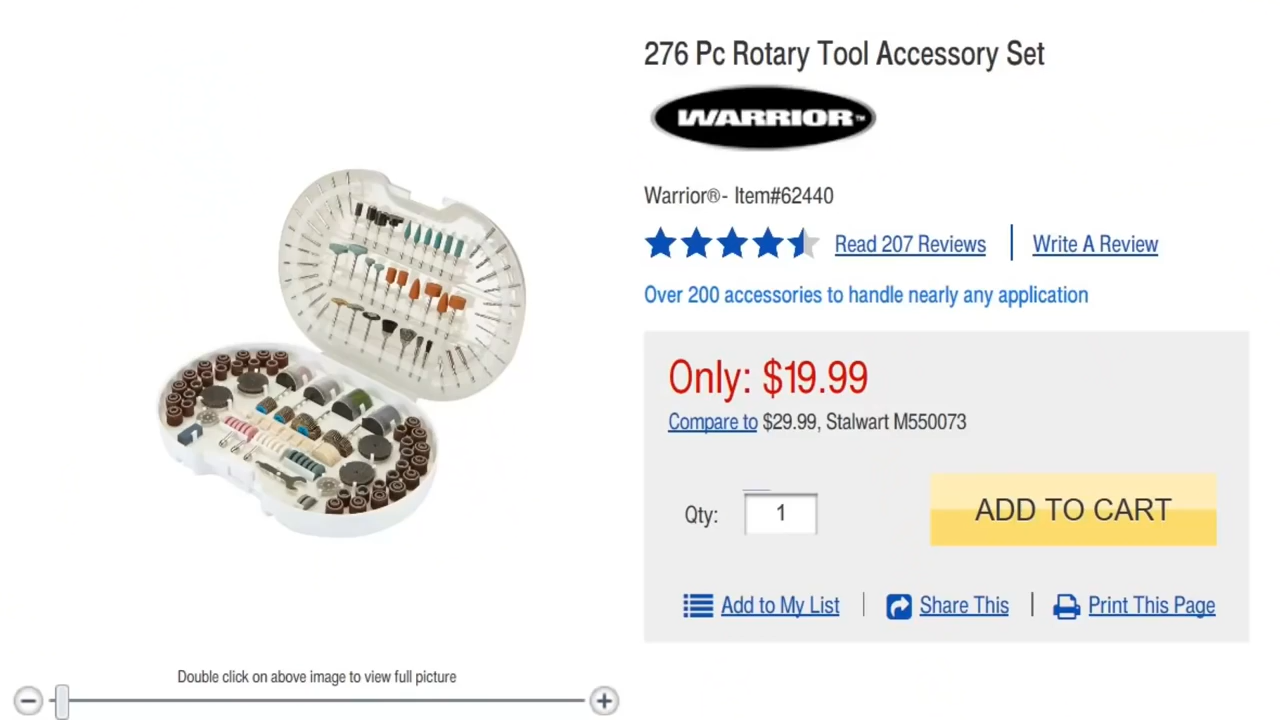 276 Pc Rotary Tool Accessory Set
WARRIOR™
Warrior®- Item#62440
Read 207 Reviews
Write A Review
Over 200 accessories to handle nearly any application
Only: $19.99
Compare to $29.99, Stalwart M550073
Qty: 1
ADD TO CART
Add to My List
Share This
Print This Page
Double click on above image to view full picture